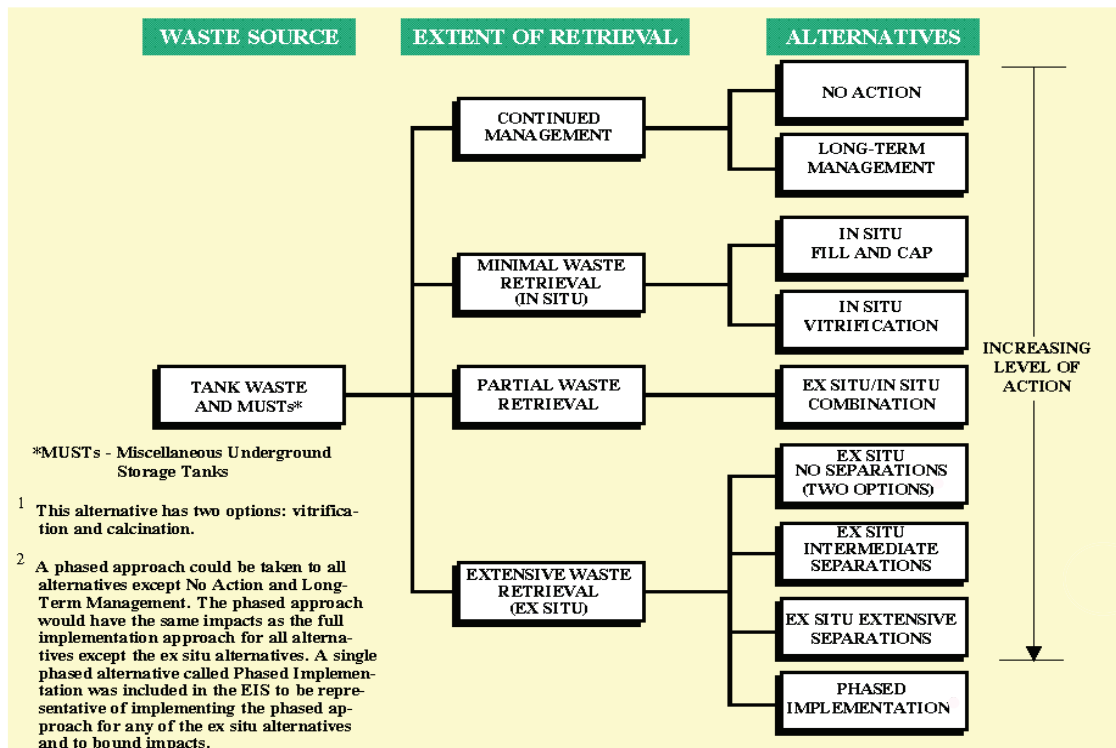 WASTE SOURCE
EXTENT OF RETRIEVAL
ALTERNATIVES
TANK WASTE
AND MUSTs*
CONTINUED
MANAGEMENT
NO ACTION
LONG-TERM
MANAGEMENT
MINIMAL WASTE
RETRIEVAL
(IN SITU)
IN SITU
FILL AND CAP
IN SITU
VITRIFICATION
PARTIAL WASTE
RETRIEVAL
EX SITU/IN SITU
COMBINATION
EXTENSIVE WASTE
RETRIEVAL
(EX SITU)
EX SITU
NO SEPARATIONS
(TWO OPTIONS)
EX SITU
INTERMEDIATE
SEPARATIONS
EX SITU EXTENSIVE
SEPARATIONS
PHASED
IMPLEMENTATION
INCREASING
LEVEL OF
ACTION
*MUSTs - Miscellaneous Underground
Storage Tanks
1 This alternative has two options: vitrifica-
tion and calcination.
2 A phased approach could be taken to all
alternatives except No Action and Long-
Term Management. The phased approach
would have the same impacts as the full
implementation approach for all alterna-
tives except the ex situ alternatives. A single
phased alternative called Phased Implemen-
tation was included in the EIS to be repre-
sentative of implementing the phased ap-
proach for any of the ex situ alternatives
and to bound impacts.